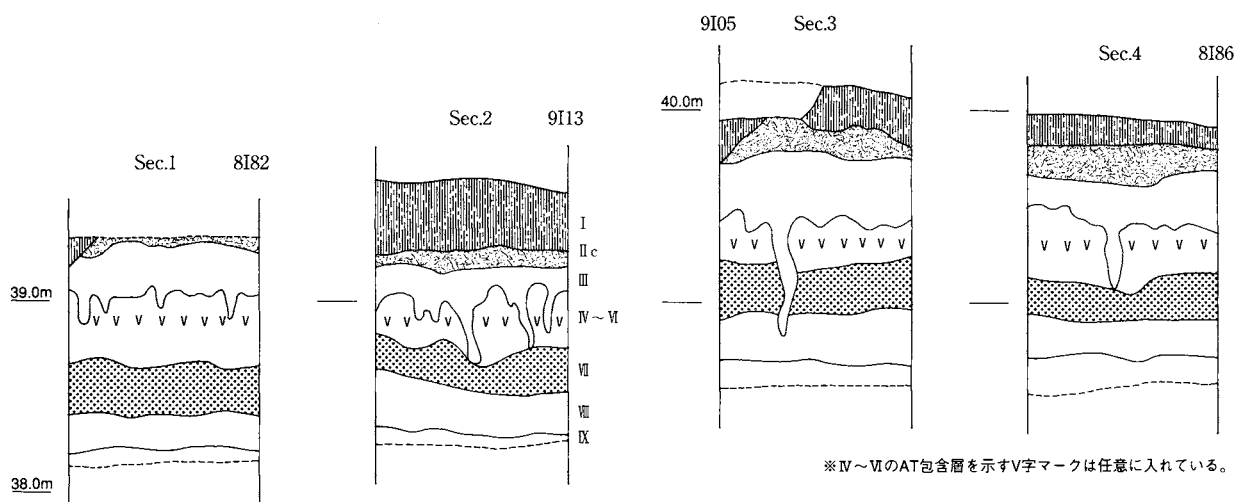 Sec.1 8I82
39.0m
38.0m
Sec.2 9I13
I
IIc
III
IV～VI
VII
VIII
IX
9I05 Sec.3
40.0m
Sec.4 8I86
V V V V V V V V
V V V V V
V V V V V V V
V V V V V V V
※IV～VIのAT包含層を示すV字マークは任意に入れている。